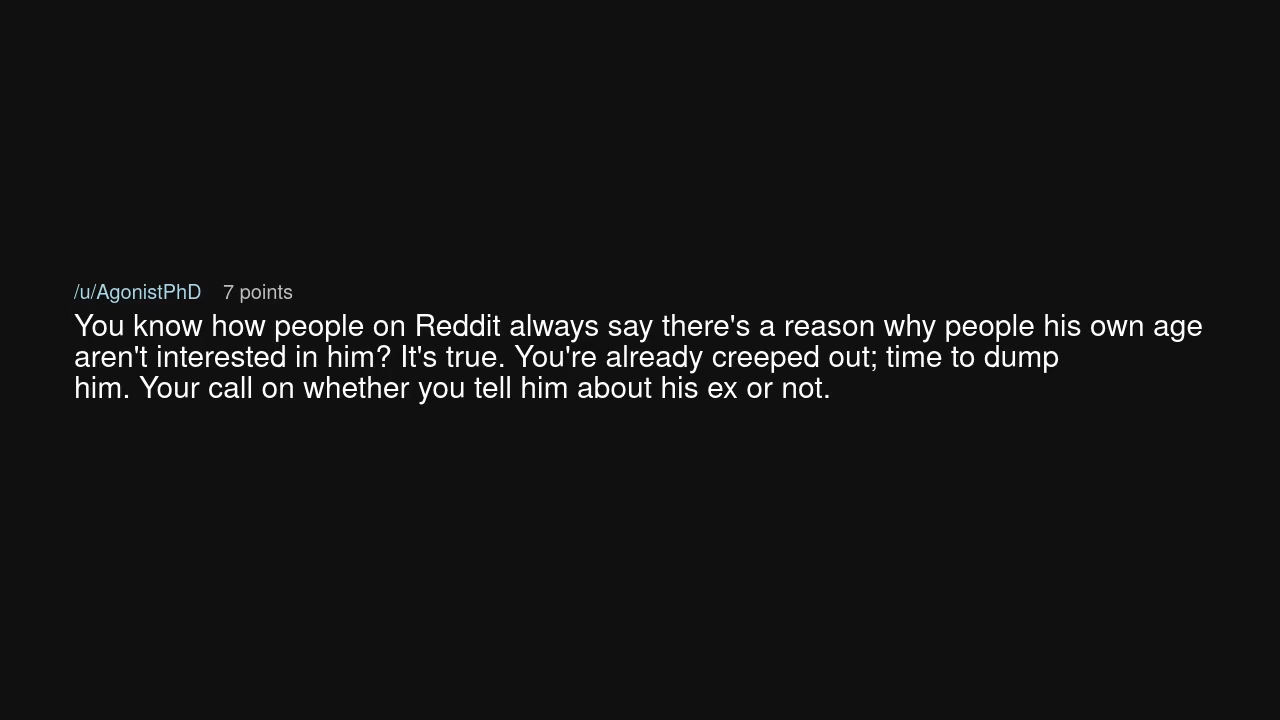 /u/AgonistPhD 7 points
You know how people on Reddit always say there's a reason why people his own age
aren't interested in him? It's true. You're already creeped out; time to dump
him. Your call on whether you tell him about his ex or not.